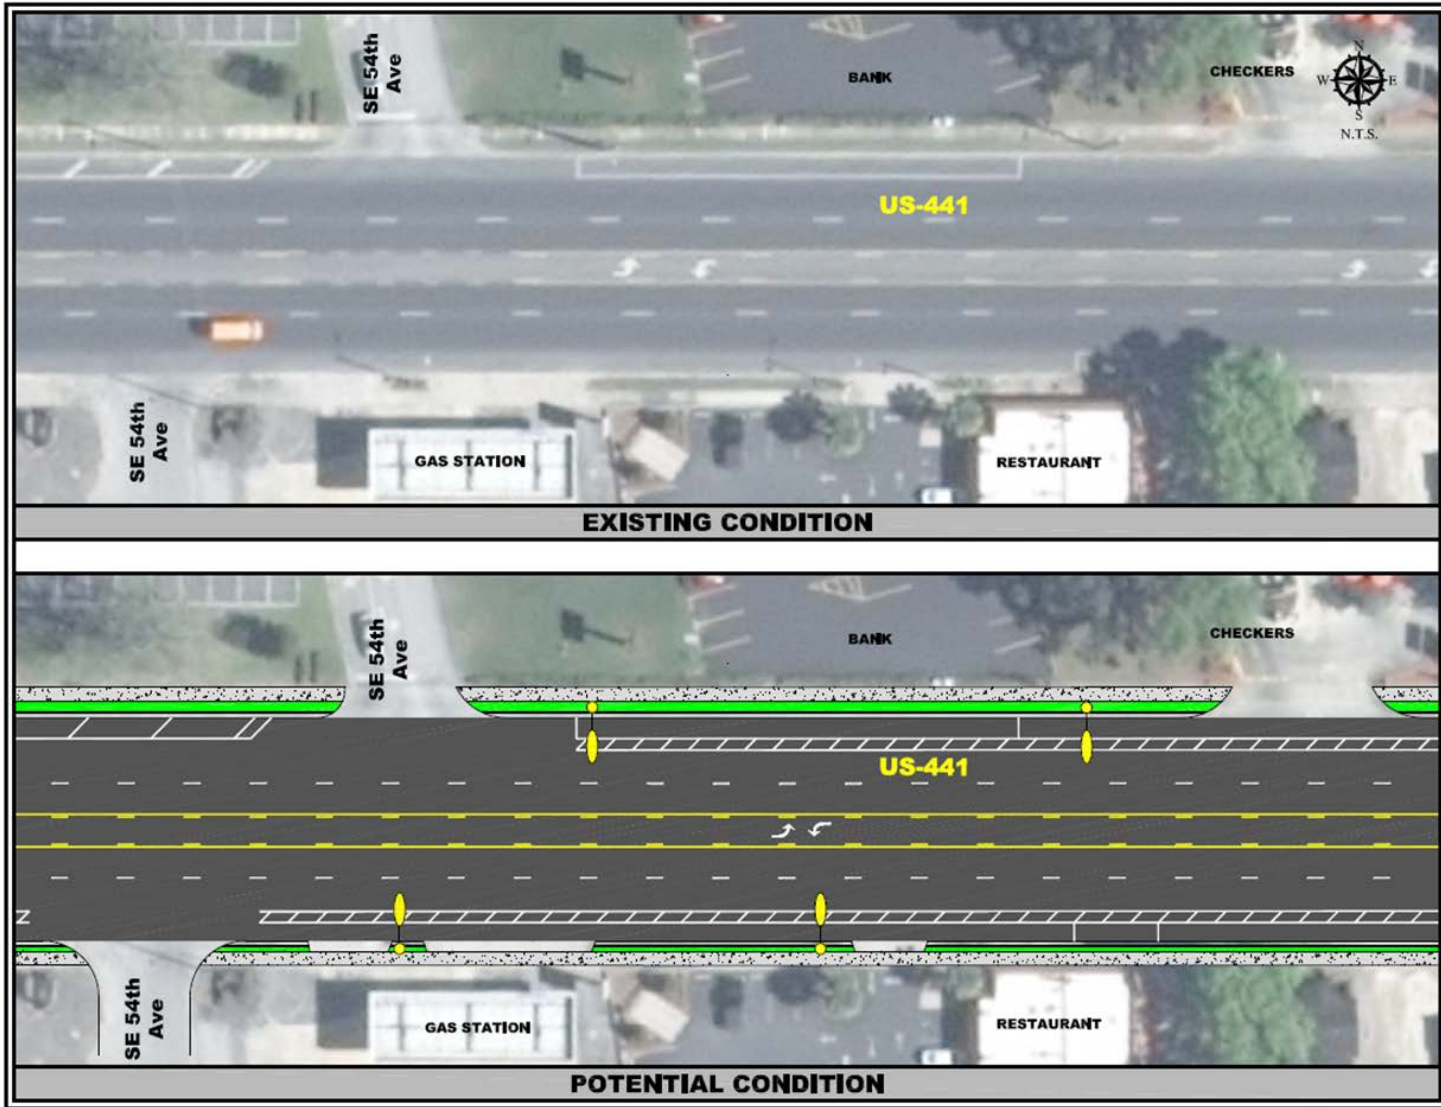 SE 54th
Ave
BANK
CHECKERS
N
W
E
S
N.T.S.
US-441
SE 54th
Ave
GAS STATION
RESTAURANT
EXISTING CONDITION
SE 54th
Ave
BANK
CHECKERS
US-441
SE 54th
Ave
GAS STATION
RESTAURANT
POTENTIAL CONDITION